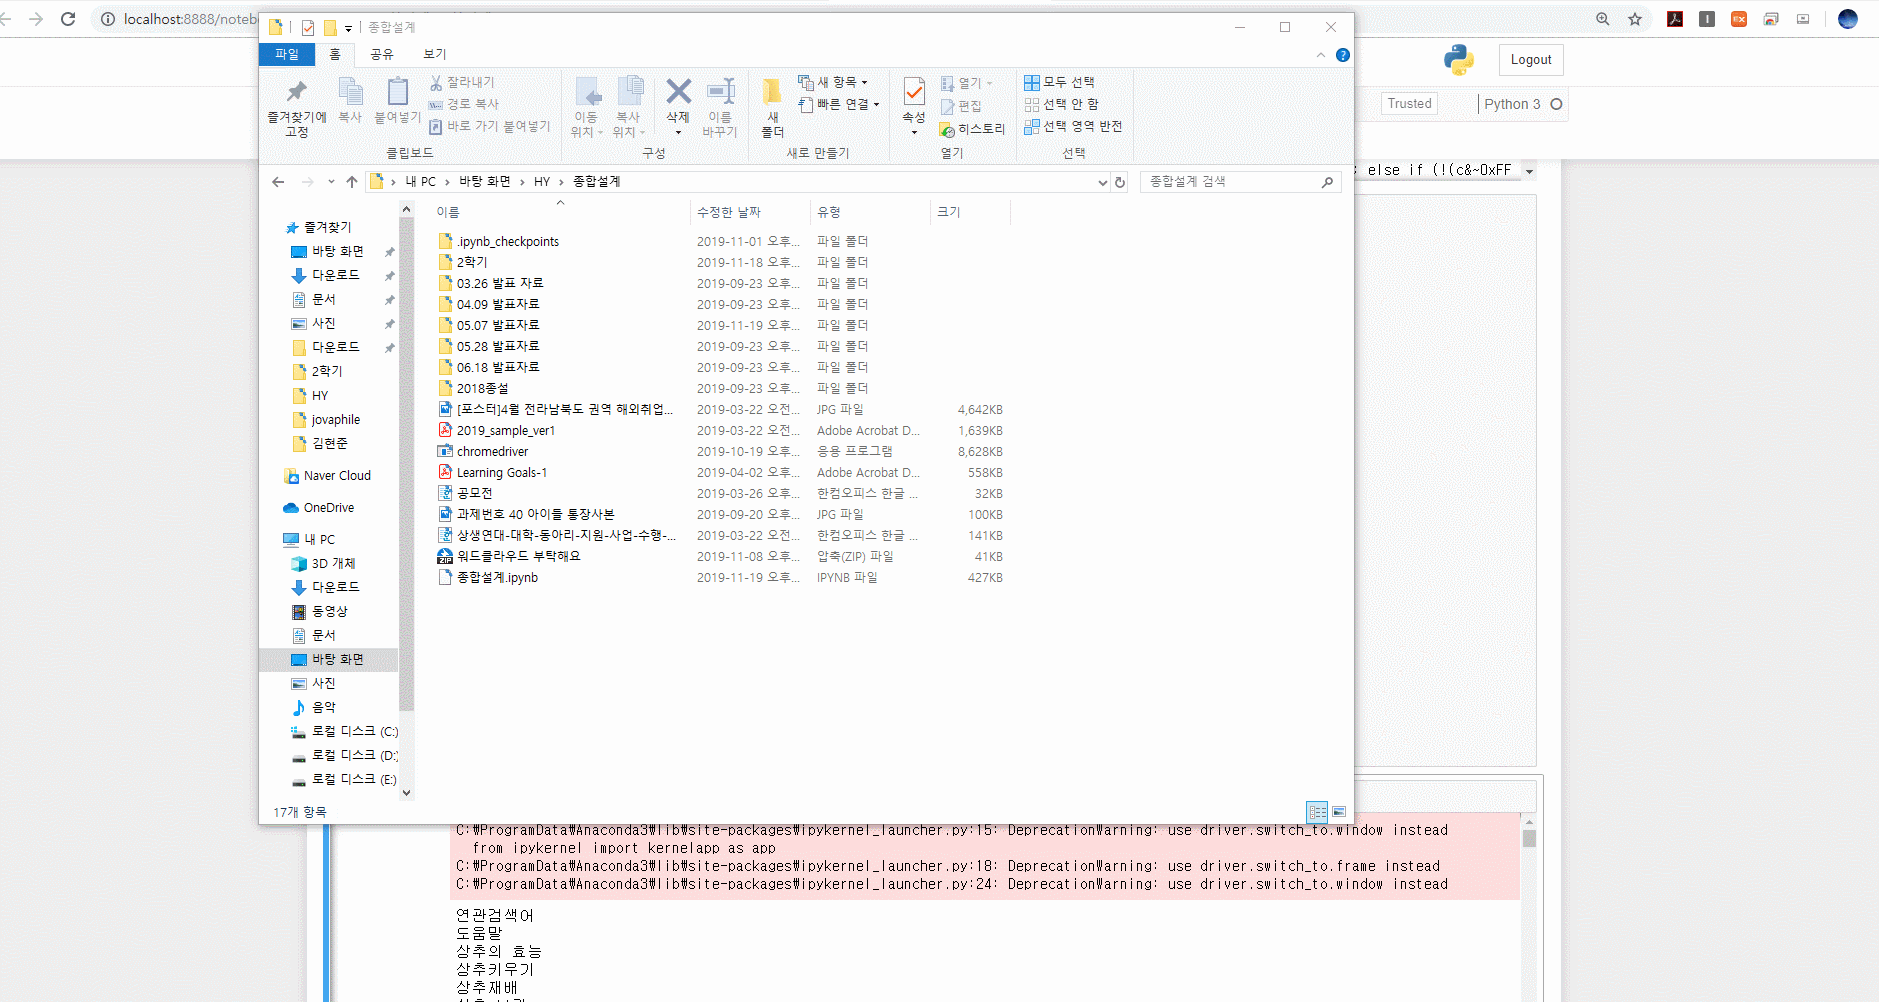 localhost:8888/noteb
종합설계
파일 홈 공유 보기
Logout
Trusted
Python 3
즐겨찾기에 고정
복사
붙여넣기
잘라내기
경로 복사
바로 가기 붙여넣기
클립보드
이동 위치
복사 위치
삭제
이름 바꾸기
구성
새 폴더
새 항목
빠른 연결
새로 만들기
속성
열기
편집
히스토리
열기
모두 선택
선택 안 함
선택 영역 반전
선택
내 PC 바탕 화면 HY 종합설계
종합설계 검색
else if (!(c&~0xFF
이름 수정한 날짜 유형 크기
즐겨찾기
바탕 화면
다운로드
문서
사진
다운로드
2학기
HY
jovaphile
김현준
Naver Cloud
OneDrive
내 PC
3D 개체
다운로드
동영상
문서
바탕 화면
사진
음악
로컬 디스크 (C:)
로컬 디스크 (D:)
로컬 디스크 (E:)
.ipynb_checkpoints 2019-11-01 오후... 파일 폴더
2학기 2019-11-18 오후... 파일 폴더
03.26 발표 자료 2019-09-23 오후... 파일 폴더
04.09 발표자료 2019-09-23 오후... 파일 폴더
05.07 발표자료 2019-11-19 오후... 파일 폴더
05.28 발표자료 2019-09-23 오후... 파일 폴더
06.18 발표자료 2019-09-23 오후... 파일 폴더
2018종설 2019-09-23 오후... 파일 폴더
[포스터]4월 전라남북도 권역 해외취업... 2019-03-22 오전... JPG 파일 4,642KB
2019_sample_ver1 2019-03-22 오후... Adobe Acrobat D... 1,639KB
chromedriver 2019-10-19 오후... 응용 프로그램 8,628KB
Learning Goals-1 2019-04-02 오후... Adobe Acrobat D... 558KB
공모전 2019-03-26 오후... 한컴오피스 한글 ... 32KB
과제번호 40 아이들 통장사본 2019-09-20 오후... JPG 파일 100KB
상생연대-대학-동아리-지원-사업-수행-... 2019-03-22 오전... 한컴오피스 한글 ... 141KB
워드클라우드 부탁해요 2019-11-08 오후... 압축(ZIP) 파일 41KB
종합설계.ipynb 2019-11-19 오후... IPYNB 파일 427KB
17개 항목
C:₩ProgramData₩Anaconda3₩lib₩site-packages₩ipykernel_launcher.py:15: DeprecationWarning: use driver.switch_to.window instead
from ipykernel import kernelapp as app
C:₩ProgramData₩Anaconda3₩lib₩site-packages₩ipykernel_launcher.py:18: DeprecationWarning: use driver.switch_to.frame instead
C:₩ProgramData₩Anaconda3₩lib₩site-packages₩ipykernel_launcher.py:24: DeprecationWarning: use driver.switch_to.window instead
연관검색어
도움말
상추의 효능
상추키우기
상추재배